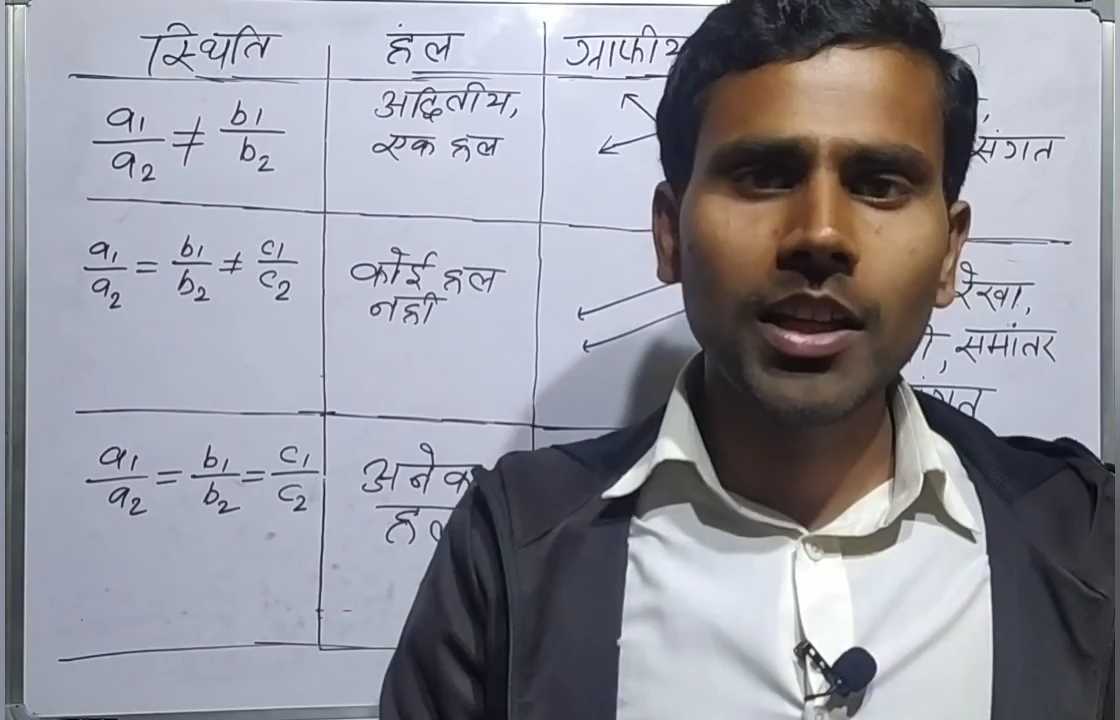 स्थिति हल
a₁/a₂ ≠ b₁/b₂ अद्वितीय,
एक हल संगत
a₁/a₂ = b₁/b₂ ≠ c₁/c₂ कोई हल रेखा,
नही समांतर
a₁/a₂ = b₁/b₂ = c₁/c₂